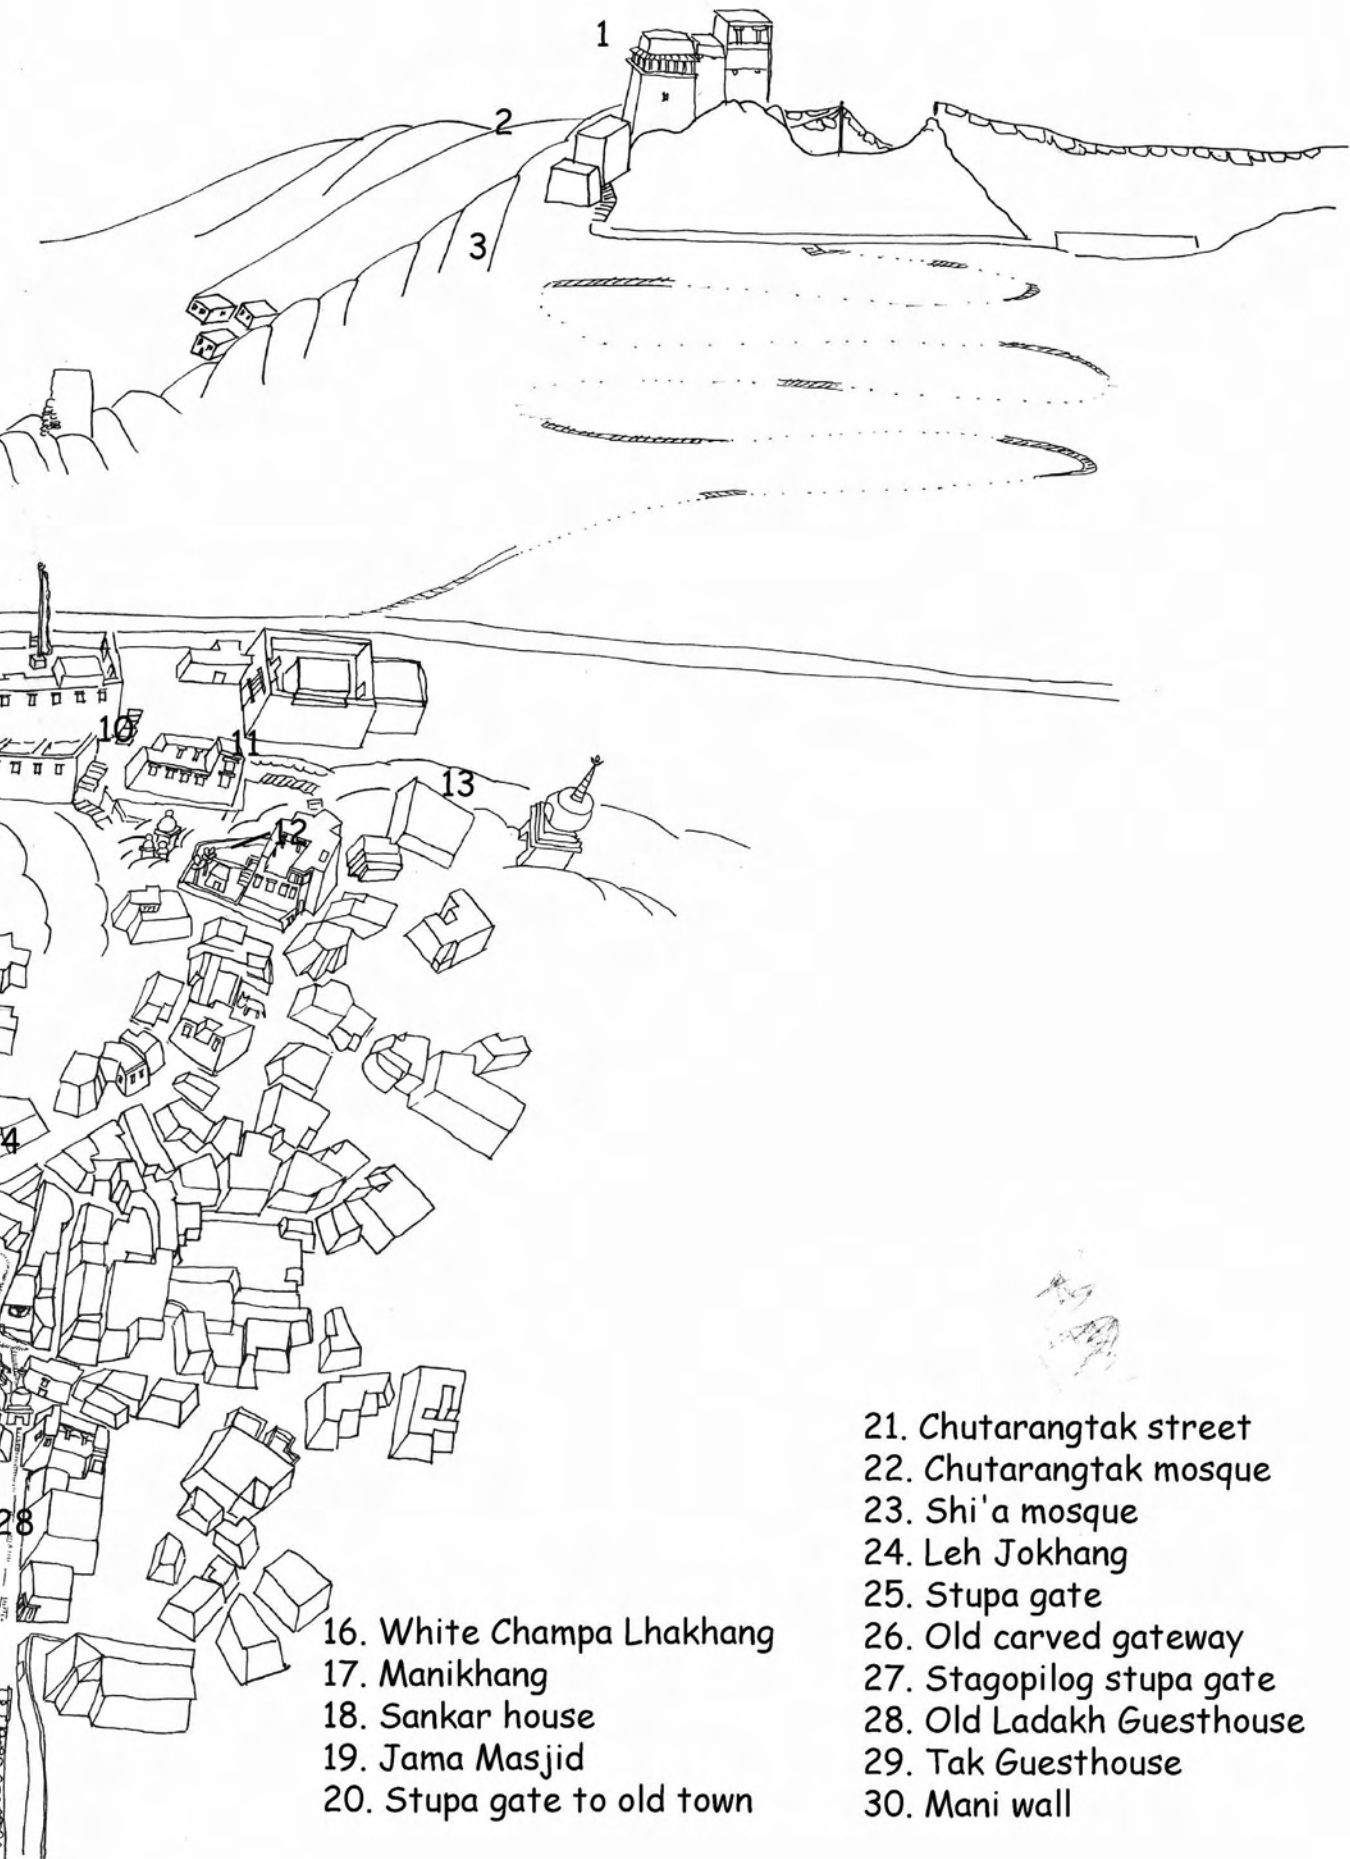 1
2
3
10
11
13
12
4
28
16. White Champa Lhakhang
17. Manikhang
18. Sankar house
19. Jama Masjid
20. Stupa gate to old town
21. Chutarangtak street
22. Chutarangtak mosque
23. Shi'a mosque
24. Leh Jokhang
25. Stupa gate
26. Old carved gateway
27. Stagopilog stupa gate
28. Old Ladakh Guesthouse
29. Tak Guesthouse
30. Mani wall